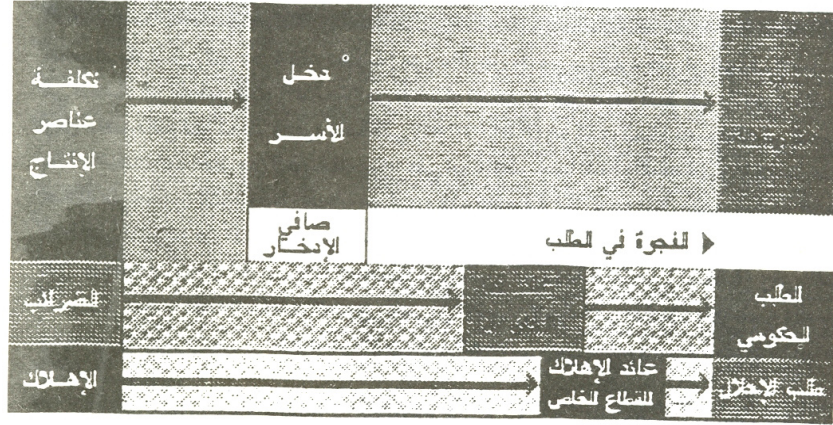 تكلفة
عناصر
الإنتاج
دخل
الأسر
صافي
الإدخار
الفجوة في الطلب
الضرائب
الطلب
الحكومي
الإهلاك
عائد الإهلاك
للقطاع الخاص
طلب الإحلال